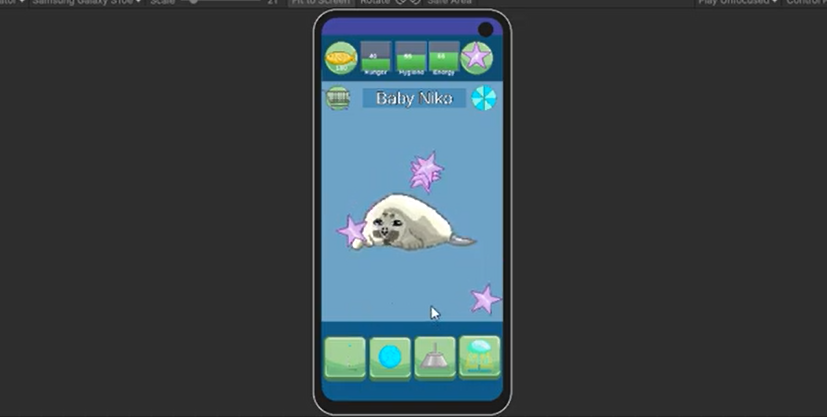 Samsung Galaxy S10e Scale Fit to Screen Rotate Safe Area Play Unfocused
Hunger Hygiene Energy
Baby Niko